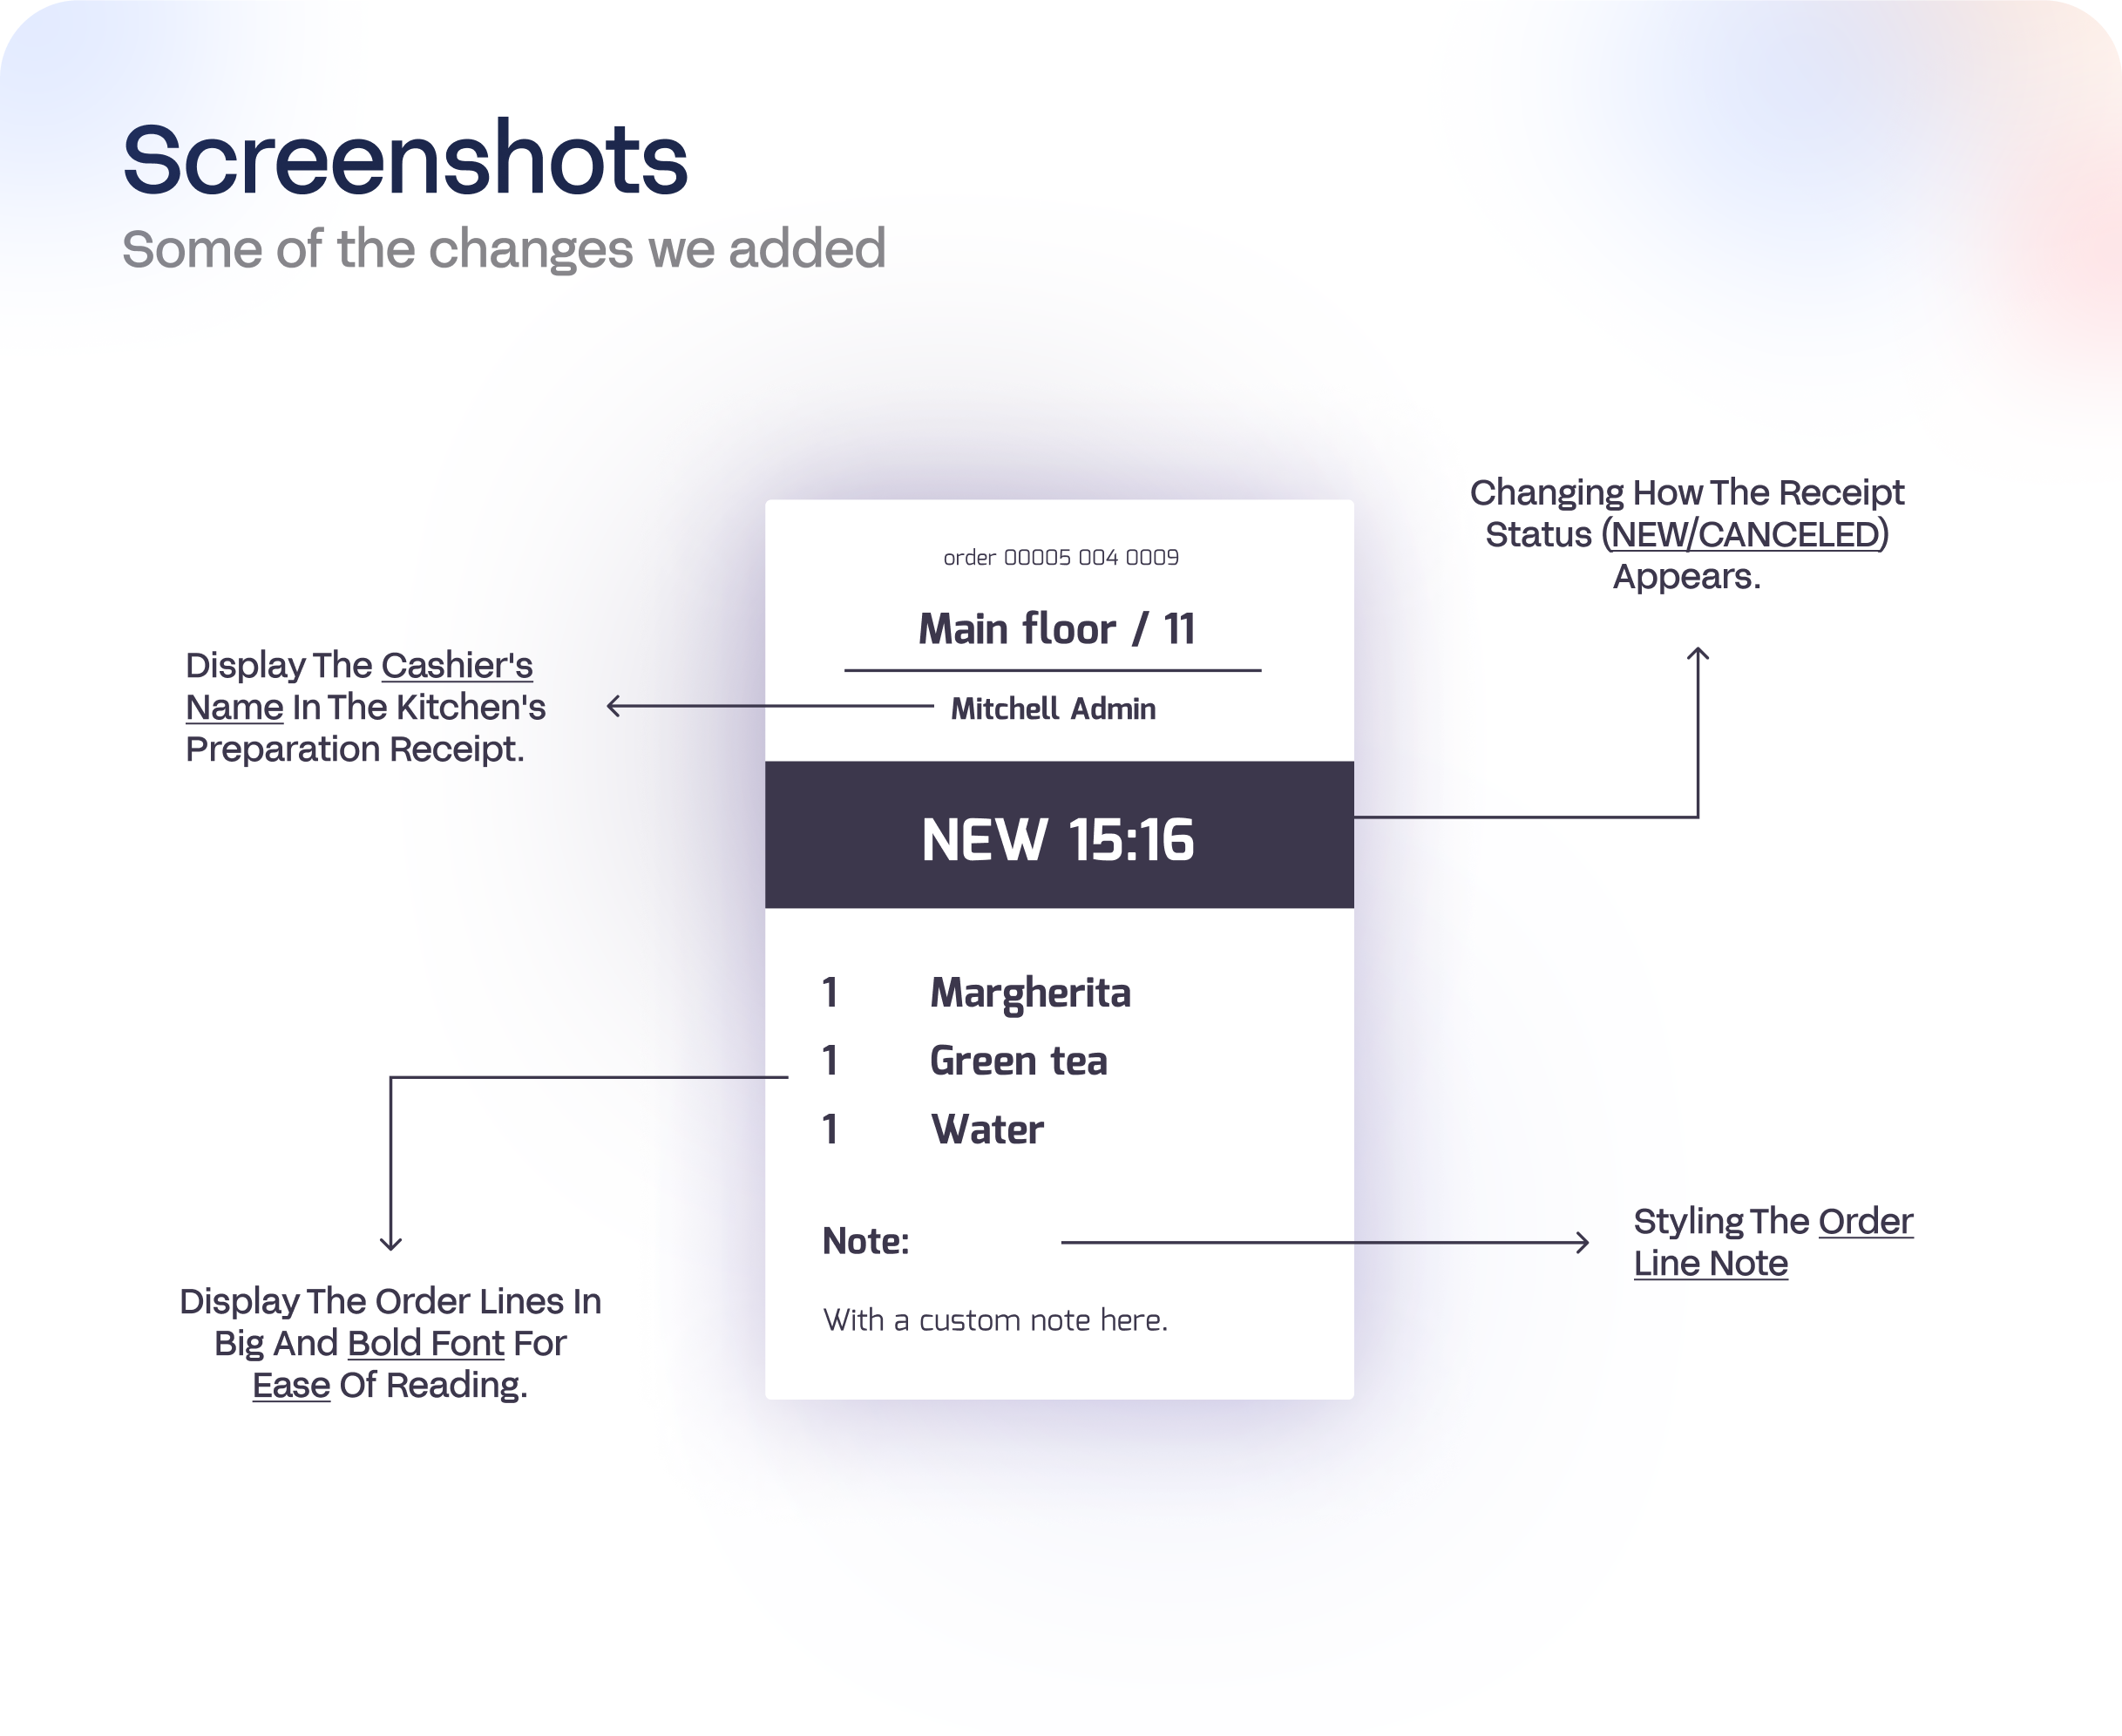 Screenshots
Some of the changes we added
Changing How The Receipt
Status (NEW/CANCELED)
Appears.
order 00005 004 0009
Main floor / 11
Mitchell Admin
Display The Cashier's
Name In The Kitchen's
Preparation Receipt.
NEW 15:16
1 Margherita
1 Green tea
1 Water
Note:
With a custom note here.
Styling The Order
Line Note
Display The Order Lines In
Big And Bold Font For
Ease Of Reading.